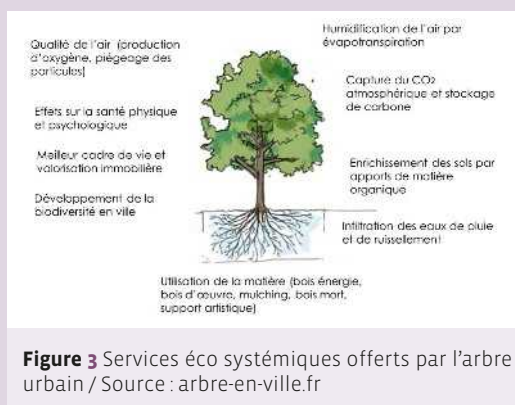 Qualité de l'air (production
d'oxygène, piégeage des
particules)
Effets sur la santé physique
et psychologique
Meilleur cadre de vie et
valorisation immobilière
Développement de la
biodiversité en ville
Humidification de l'air par
évapotranspiration
Capture du CO2
atmosphérique et stockage
de carbone
Enrichissement des sols par
apports de matière
organique
Infiltration des eaux de pluie
et de ruissellement
Utilisation de la matière (bois énergie,
bois d'œuvre, mulching, bois mort,
support artistique)
Figure 3 Services éco systémiques offerts par l'arbre
urbain / Source : arbre-en-ville.fr